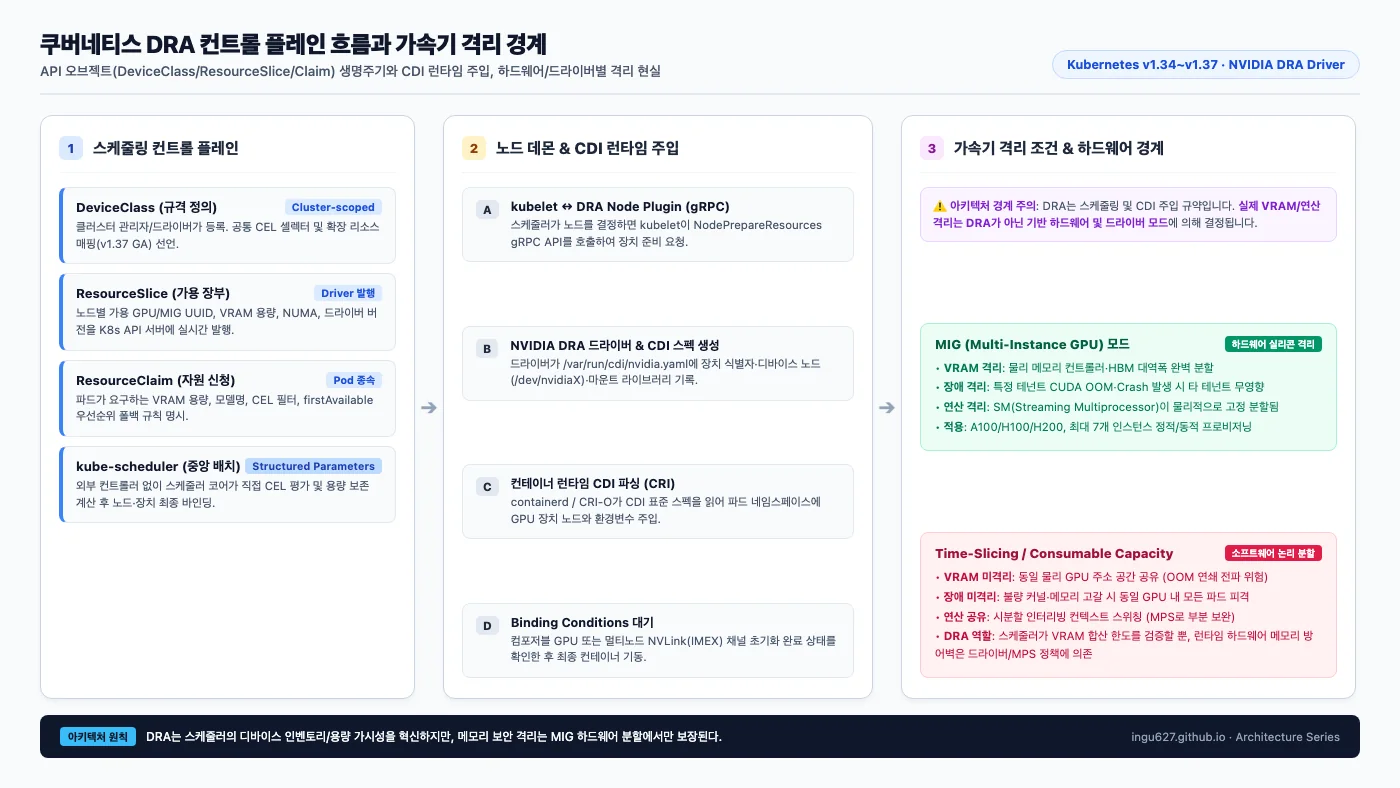 쿠버네티스 DRA 컨트롤 플레인 흐름과 가속기 격리 경계
API 오브젝트(DeviceClass/ResourceSlice/Claim) 생명주기와 CDI 런타임 주입, 하드웨어/드라이버별 격리 현실
Kubernetes v1.34~v1.37 · NVIDIA DRA Driver
1 스케줄링 컨트롤 플레인
DeviceClass (규격 정의) Cluster-scoped
클러스터 관리자/드라이버가 등록. 공통 CEL 셀렉터 및 확장 리소스
매핑(v1.37 GA) 선언.
ResourceSlice (가용 장부) Driver 발행
노드별 가용 GPU/MIG UUID, VRAM 용량, NUMA, 드라이버 버
전을 K8s API 서버에 실시간 발행.
ResourceClaim (자원 신청) Pod 종속
파드가 요구하는 VRAM 용량, 모델명, CEL 필터, firstAvailable
우선순위 폴백 규칙 명시.
kube-scheduler (중앙 배치) Structured Parameters
외부 컨트롤러 없이 스케줄러 코어가 직접 CEL 평가 및 용량 보존
계산 후 노드·장치 최종 바인딩.
→
2 노드 데몬 & CDI 런타임 주입
A kubelet ↔ DRA Node Plugin (gRPC)
스케줄러가 노드를 결정하면 kubelet이 NodePrepareResources
gRPC API를 호출하여 장치 준비 요청.
B NVIDIA DRA 드라이버 & CDI 스펙 생성
드라이버가 /var/run/cdi/nvidia.yaml에 장치 식별자·디바이스 노드
(/dev/nvidiaX)·마운트 라이브러리 기록.
C 컨테이너 런타임 CDI 파싱 (CRI)
containerd / CRI-O가 CDI 표준 스펙을 읽어 파드 네임스페이스에
GPU 장치 노드와 환경변수 주입.
D Binding Conditions 대기
컴포저블 GPU 또는 멀티노드 NVLink(IMEX) 채널 초기화 완료 상태를
확인한 후 최종 컨테이너 기동.
→
3 가속기 격리 조건 & 하드웨어 경계
⚠️ 아키텍처 경계 주의: DRA는 스케줄링 및 CDI 주입 규약입니다. 실제 VRAM/연산
격리는 DRA가 아닌 기반 하드웨어 및 드라이버 모드에 의해 결정됩니다.
MIG (Multi-Instance GPU) 모드 하드웨어 실리콘 격리
• VRAM 격리: 물리 메모리 컨트롤러·HBM 대역폭 완벽 분할
• 장애 격리: 특정 테넌트 CUDA OOM·Crash 발생 시 타 테넌트 무영향
• 연산 격리: SM(Streaming Multiprocessor)이 물리적으로 고정 분할됨
• 적용: A100/H100/H200, 최대 7개 인스턴스 정적/동적 프로비저닝
Time-Slicing / Consumable Capacity 소프트웨어 논리 분할
• VRAM 미격리: 동일 물리 GPU 주소 공간 공유 (OOM 연쇄 전파 위험)
• 장애 미격리: 불량 커널·메모리 고갈 시 동일 GPU 내 모든 파드 피격
• 연산 공유: 시분할 인터리빙 컨텍스트 스위칭 (MPS로 부분 보완)
• DRA 역할: 스케줄러가 VRAM 합산 한도를 검증할 뿐, 런타임 하드웨어 메모리 방
어벽은 드라이버/MPS 정책에 의존
아키텍처 원칙 DRA는 스케줄러의 디바이스 인벤토리/용량 가시성을 혁신하지만, 메모리 보안 격리는 MIG 하드웨어 분할에서만 보장된다.
ingu627.github.io · Architecture Series